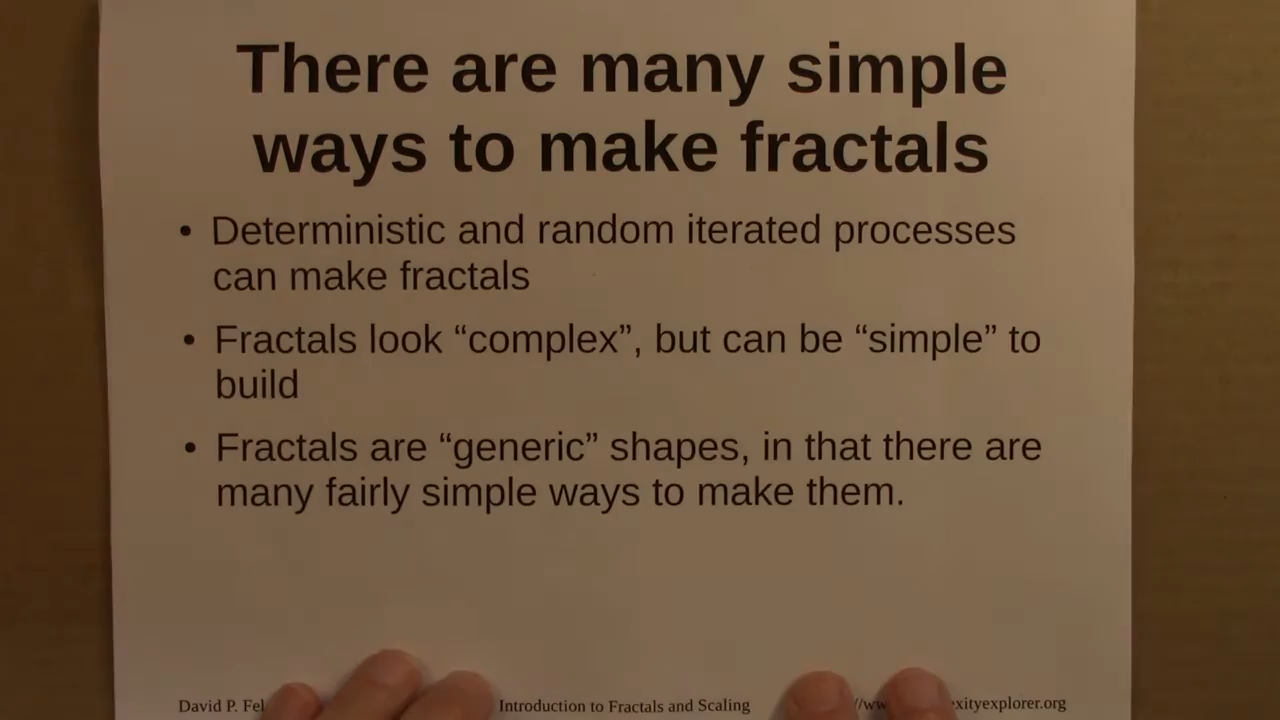 There are many simple
ways to make fractals
• Deterministic and random iterated processes
can make fractals
• Fractals look “complex”, but can be “simple” to
build
• Fractals are “generic” shapes, in that there are
many fairly simple ways to make them.
David P. Introduction to Fractals and Scaling